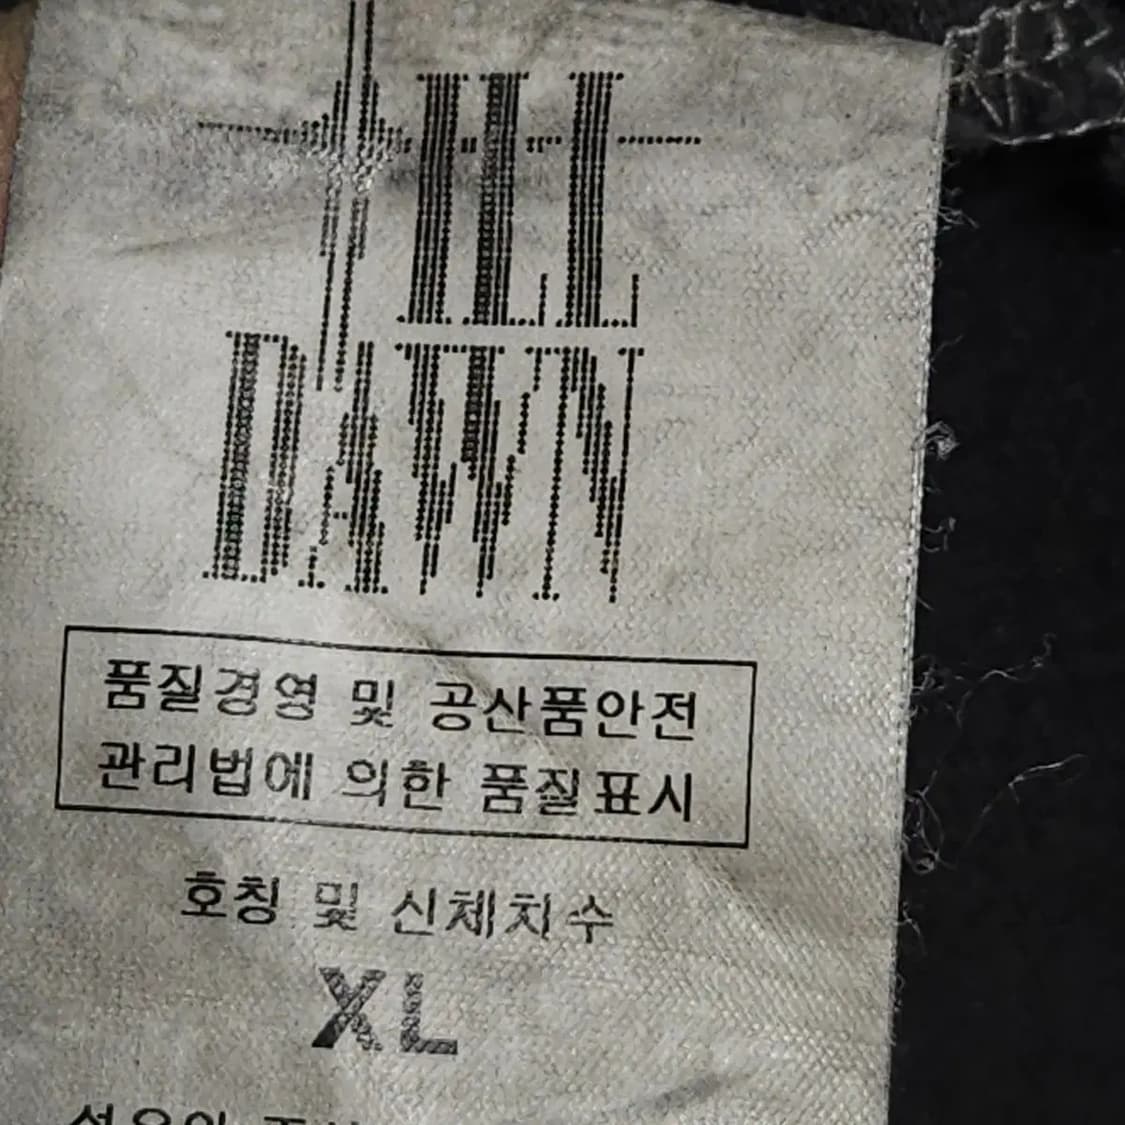 ILL
DAWN
품질경영 및 공산품안전
관리법에 의한 품질표시
호칭 및 신체치수
XL